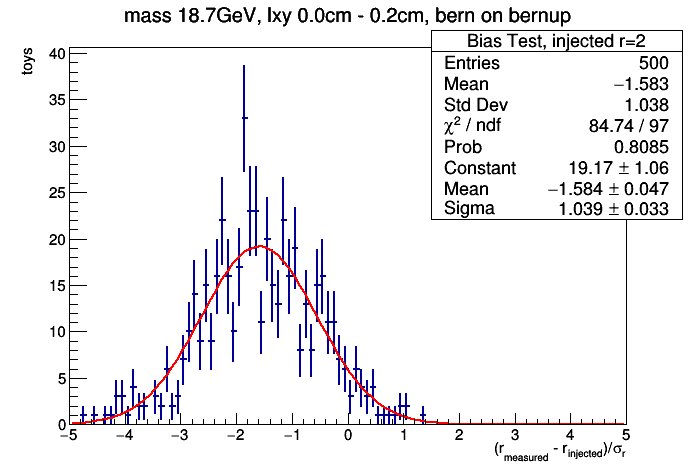 mass 18.7GeV, lxy 0.0cm - 0.2cm, bern on bernup
Bias Test, injected r=2
Entries 500
Mean −1.583
Std Dev 1.038
χ² / ndf 84.74 / 97
Prob 0.8085
Constant 19.17 ± 1.06
Mean −1.584 ± 0.047
Sigma 1.039 ± 0.033
toys
40
35
30
25
20
15
10
5
0
−5 −4 −3 −2 −1 0 1 2 3 4 5
(r_measured - r_injected)/σ_r